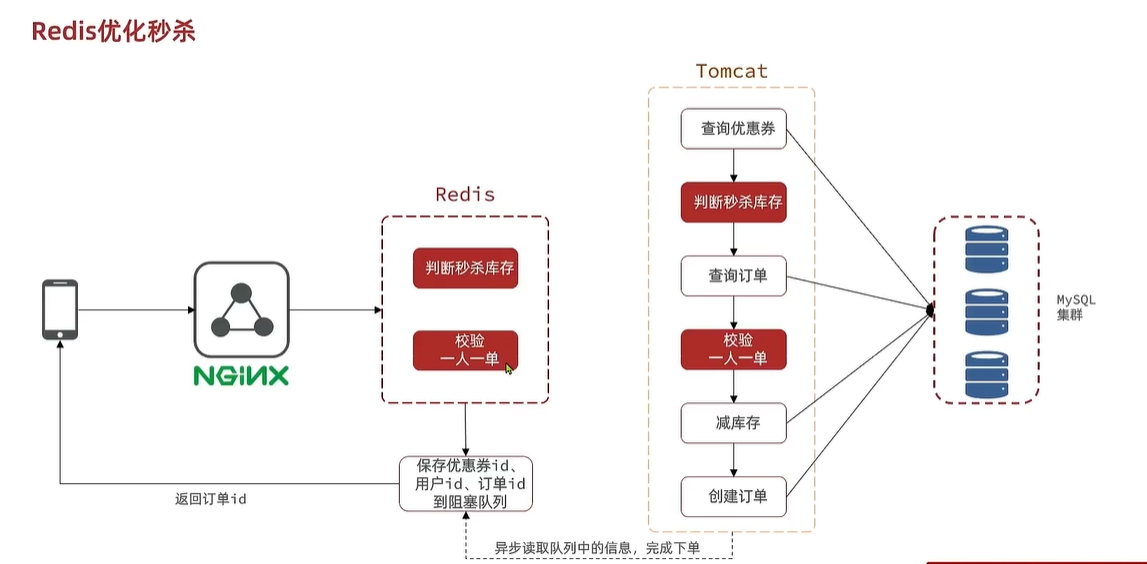 Redis优化秒杀
Tomcat
查询优惠券
判断秒杀库存
查询订单
校验
一人一单
减库存
创建订单
Redis
判断秒杀库存
校验
一人一单
NGiNX
保存优惠券id、
用户id、订单id
到阻塞队列
返回订单id
异步读取队列中的信息，完成下单
MySQL
集群